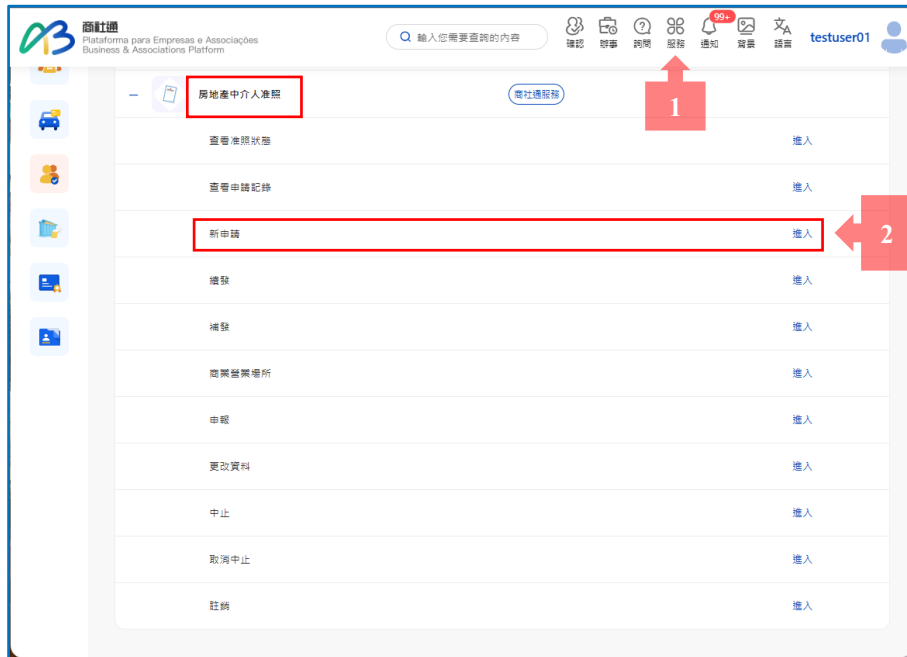 商社通
Plataforma para Empresas e Associações
Business & Associations Platform
輸入您需要查詢的內容
確認
辦事
詢問
服務
99+
通知
背景
語言
testuser01
1
房地產中介人准照
商社通服務
查看准照狀態 進入
查看申請記錄 進入
新申請 進入
2
續發 進入
補發 進入
商業營業場所 進入
申報 進入
更改資料 進入
中止 進入
取消中止 進入
註銷 進入